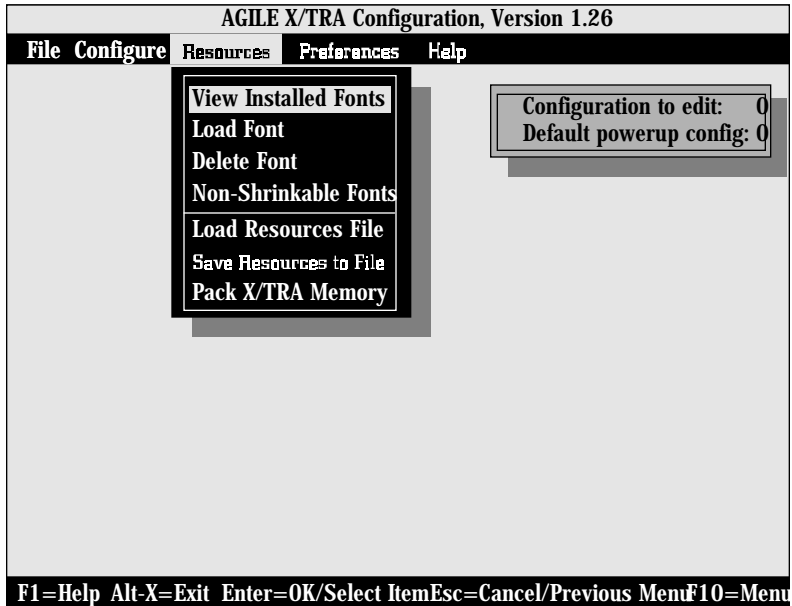 AGILE X/TRA Configuration, Version 1.26
File Configure Resources Preferences Help
View Installed Fonts
Load Font
Delete Font
Non-Shrinkable Fonts
Load Resources File
Save Resources to File
Pack X/TRA Memory
Configuration to edit: 0
Default powerup config: 0
F1=Help Alt-X=Exit Enter=OK/Select ItemEsc=Cancel/Previous MenuF10=Menu